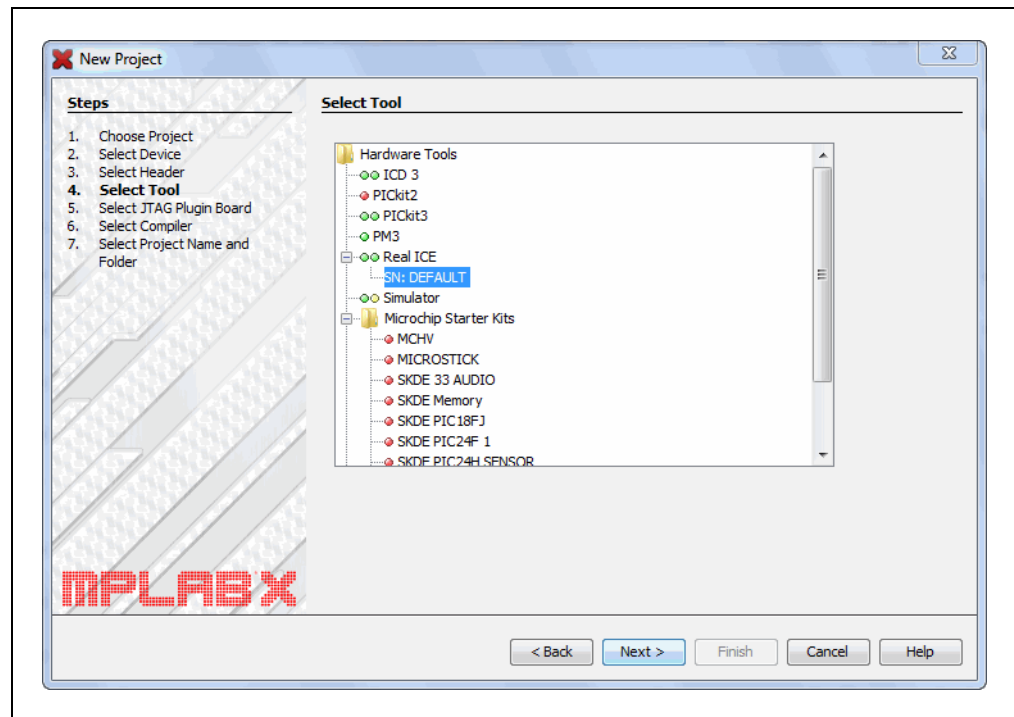 New Project
Steps
1. Choose Project
2. Select Device
3. Select Header
4. Select Tool
5. Select JTAG Plugin Board
6. Select Compiler
7. Select Project Name and
Folder
Select Tool
Hardware Tools
ICD 3
PICkit2
PICkit3
PM3
Real ICE
SN: DEFAULT
Simulator
Microchip Starter Kits
MCHV
MICROSTICK
SKDE 33 AUDIO
SKDE Memory
SKDE PIC18FJ
SKDE PIC24F 1
SKDE PIC24H SENSOR
MPLAB X
< Back
Next >
Finish
Cancel
Help